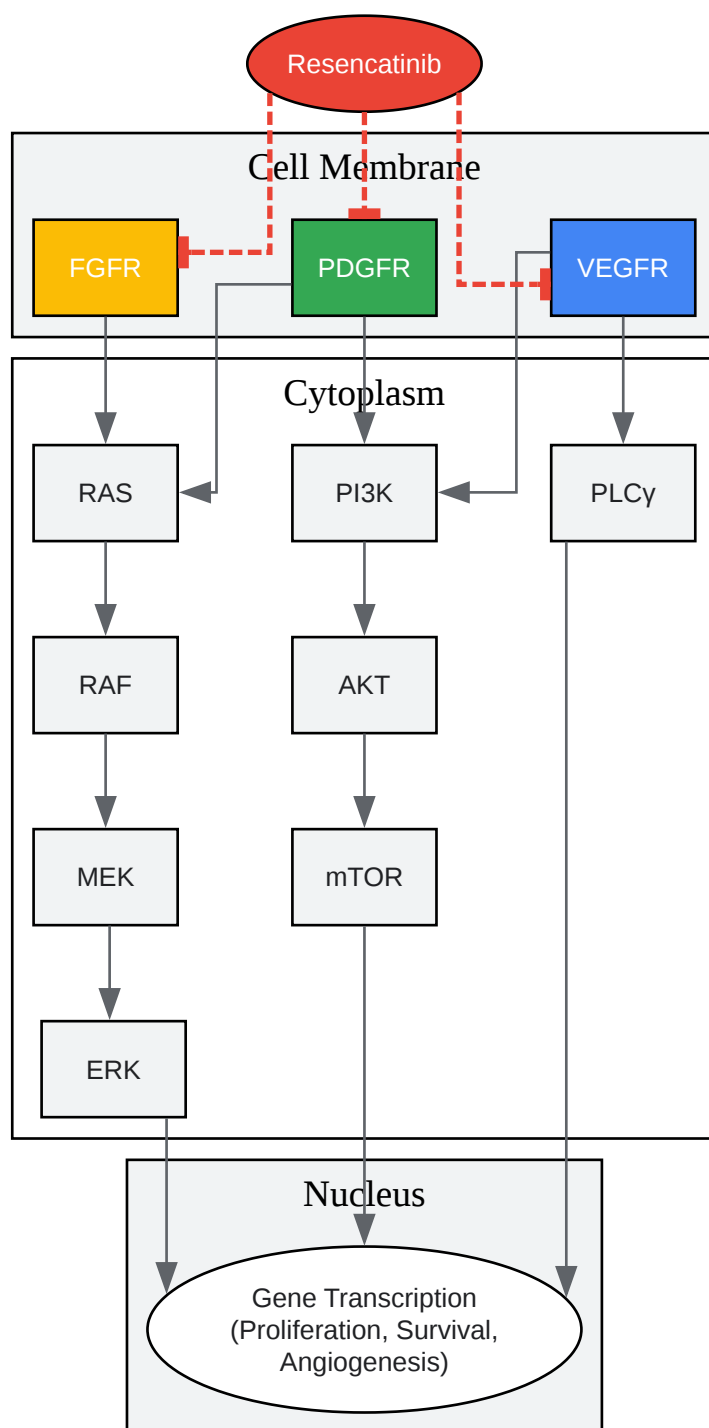 Resencatinib
Cell Membrane
FGFR
PDGFR
VEGFR
Cytoplasm
RAS
PI3K
PLCγ
RAF
AKT
MEK
mTOR
ERK
Nucleus
Gene Transcription
(Proliferation, Survival,
Angiogenesis)